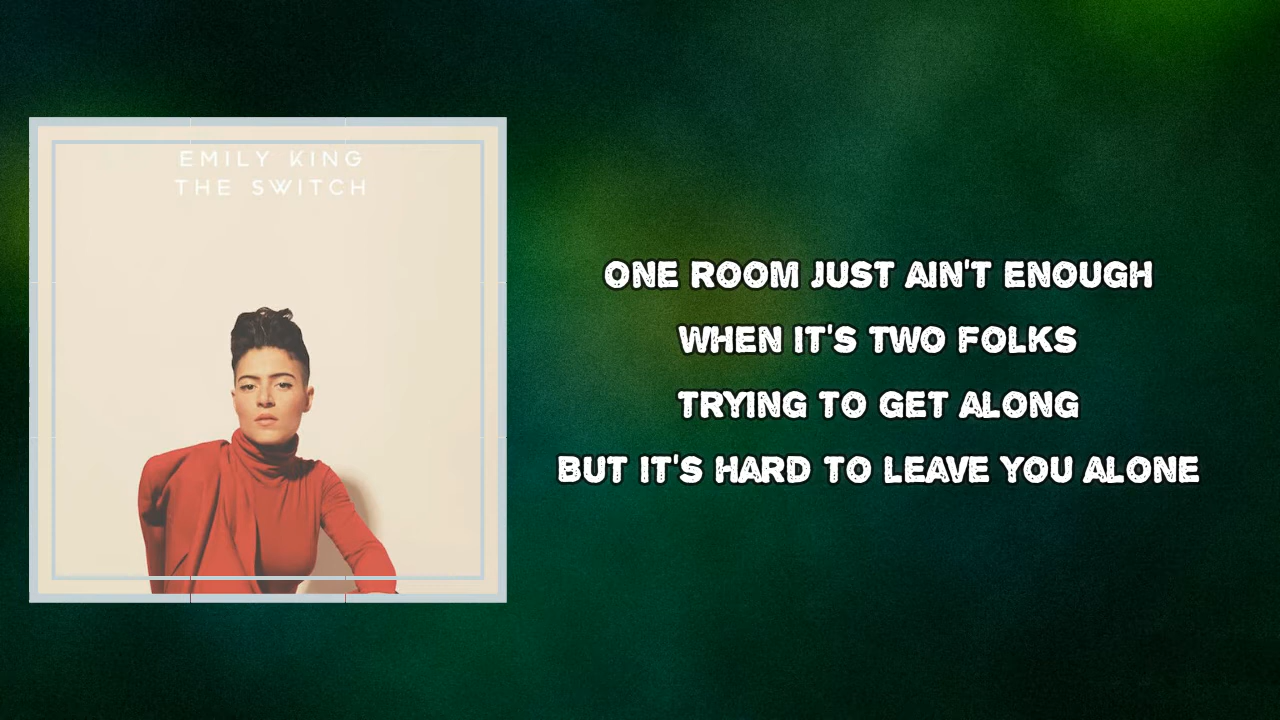 EMILY KING
THE SWITCH
ONE ROOM JUST AIN'T ENOUGH
WHEN IT'S TWO FOLKS
TRYING TO GET ALONG
BUT IT'S HARD TO LEAVE YOU ALONE